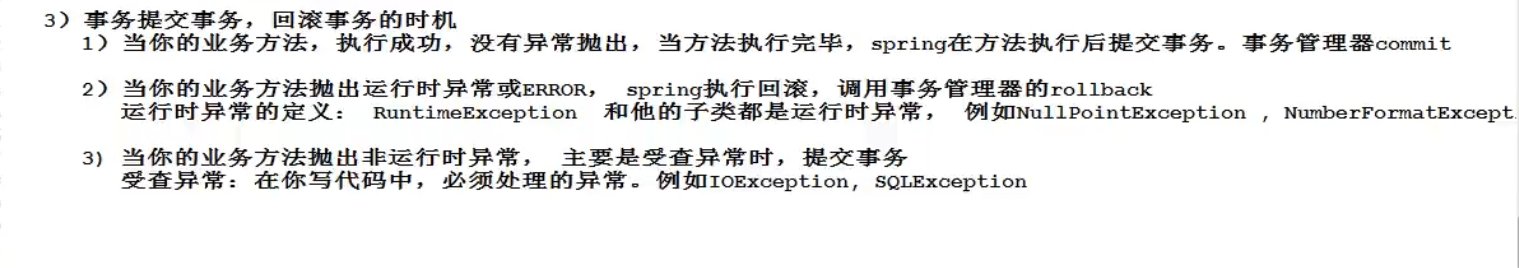 3）事务提交事务，回滚事务的时机
1）当你的业务方法，执行成功，没有异常抛出，当方法执行完毕，spring在方法执行后提交事务。事务管理器commit
2）当你的业务方法抛出运行时异常或ERROR， spring执行回滚，调用事务管理器的rollback
运行时异常的定义： RuntimeException 和他的子类都是运行时异常， 例如NullPointException , NumberFormatExcept
3) 当你的业务方法抛出非运行时异常， 主要是受查异常时，提交事务
受查异常：在你写代码中，必须处理的异常。例如IOException, SQLException